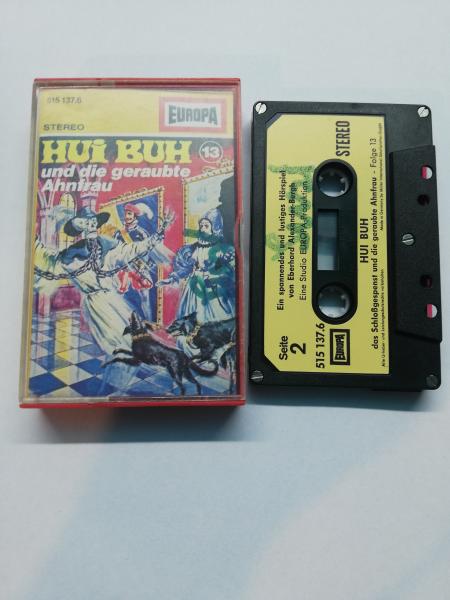 515 137.6
EUROPA
STEREO
HUI BUH 13
und die geraubte
Ahnfrau
Ein spannendes und lustiges Hörspiel
von Eberhard Alexander-Burgh
Eine Studio EUROPA-Produktion
Seite
2
515 137.6
EUROPA
STEREO
HUI BUH
das Schloßgespenst und die geraubte Ahnfrau - Folge 13